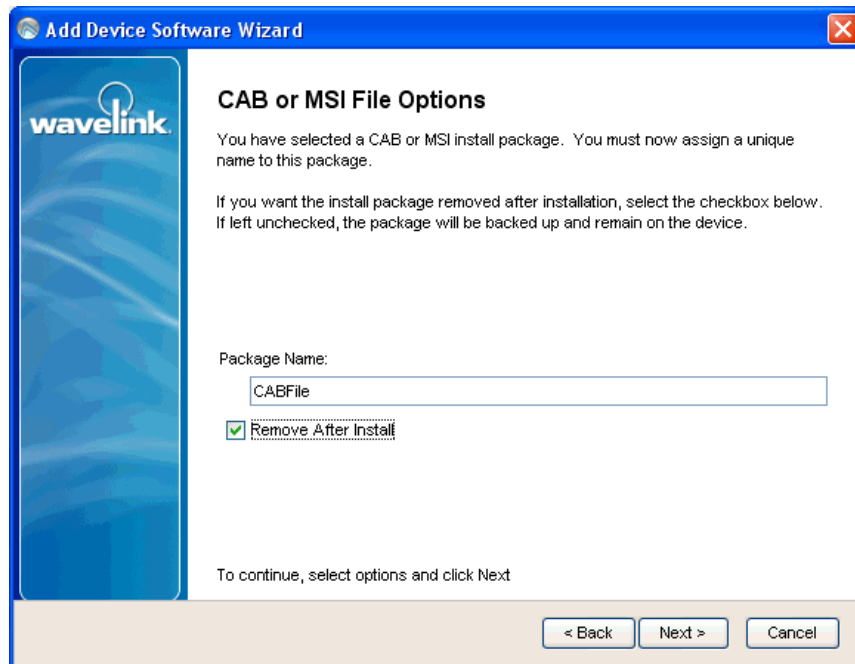 Add Device Software Wizard
wavelink
CAB or MSI File Options
You have selected a CAB or MSI install package. You must now assign a unique
name to this package.
If you want the install package removed after installation, select the checkbox below.
If left unchecked, the package will be backed up and remain on the device.
Package Name:
CABFile
Remove After Install
To continue, select options and click Next
< Back Next > Cancel